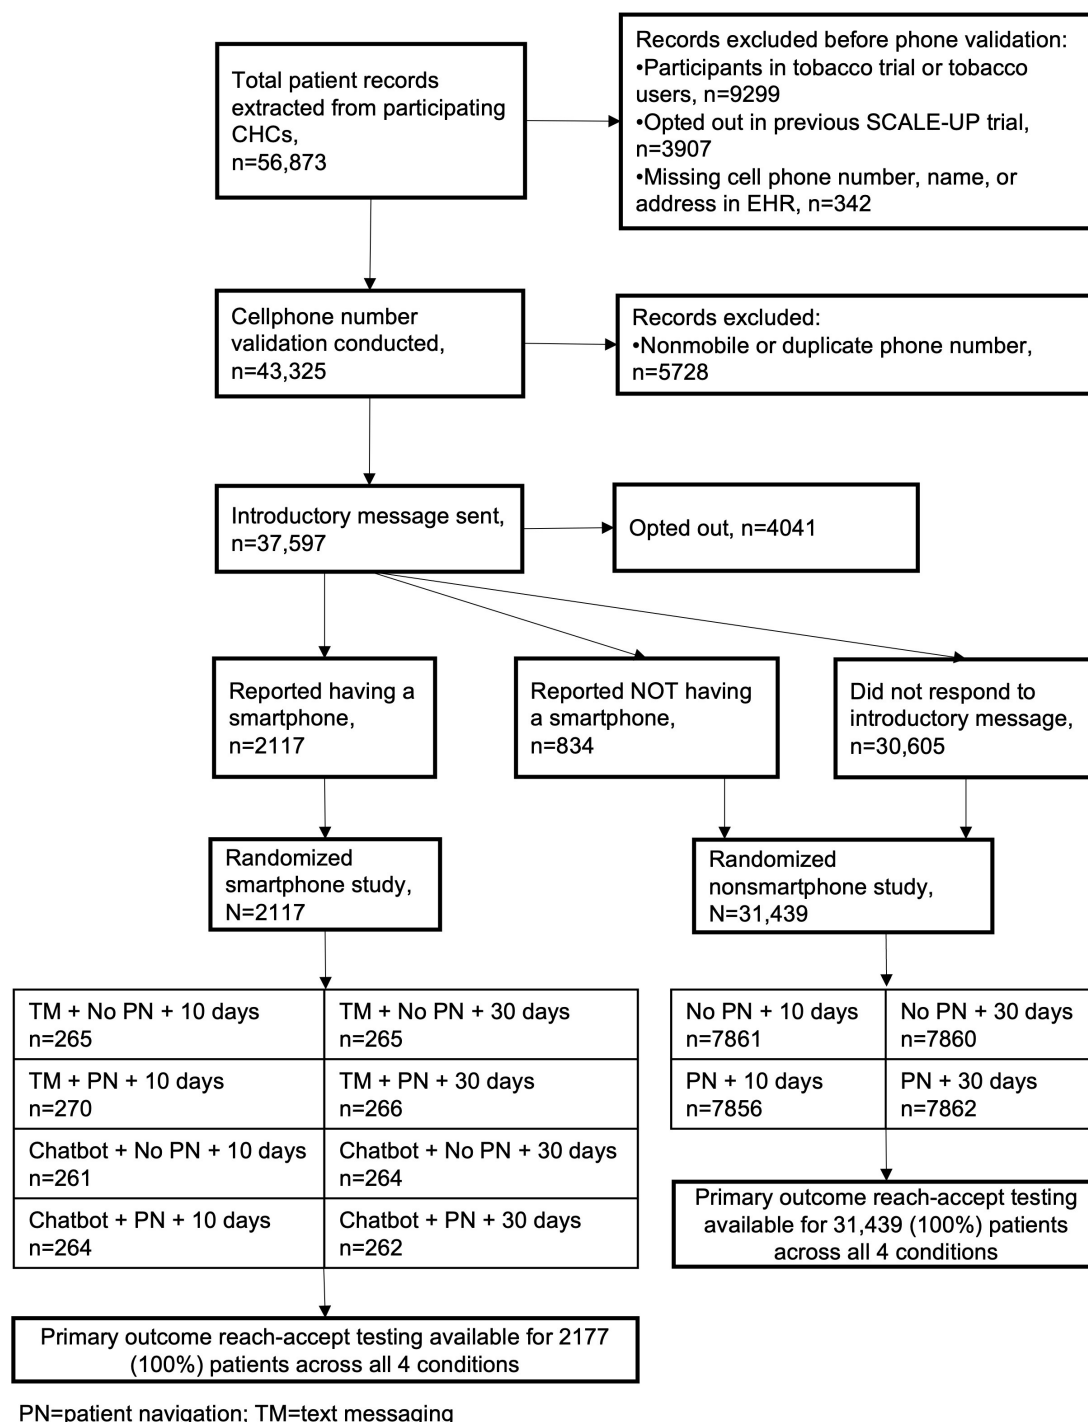 Total patient records
extracted from participating
CHCs,
n=56,873
Records excluded before phone validation:
•Participants in tobacco trial or tobacco
users, n=9299
•Opted out in previous SCALE-UP trial,
n=3907
•Missing cell phone number, name, or
address in EHR, n=342
Cellphone number
validation conducted,
n=43,325
Records excluded:
•Nonmobile or duplicate phone number,
n=5728
Introductory message sent,
n=37,597
Opted out, n=4041
Reported having a
smartphone,
n=2117
Reported NOT having
a smartphone,
n=834
Did not respond to
introductory message,
n=30,605
Randomized
smartphone study,
N=2117
Randomized
nonsmartphone study,
N=31,439
TM + No PN + 10 days
n=265
TM + No PN + 30 days
n=265
TM + PN + 10 days
n=270
TM + PN + 30 days
n=266
Chatbot + No PN + 10 days
n=261
Chatbot + No PN + 30 days
n=264
Chatbot + PN + 10 days
n=264
Chatbot + PN + 30 days
n=262
No PN + 10 days
n=7861
No PN + 30 days
n=7860
PN + 10 days
n=7856
PN + 30 days
n=7862
Primary outcome reach-accept testing
available for 31,439 (100%) patients
across all 4 conditions
Primary outcome reach-accept testing available for 2177
(100%) patients across all 4 conditions
PN=patient navigation; TM=text messaging